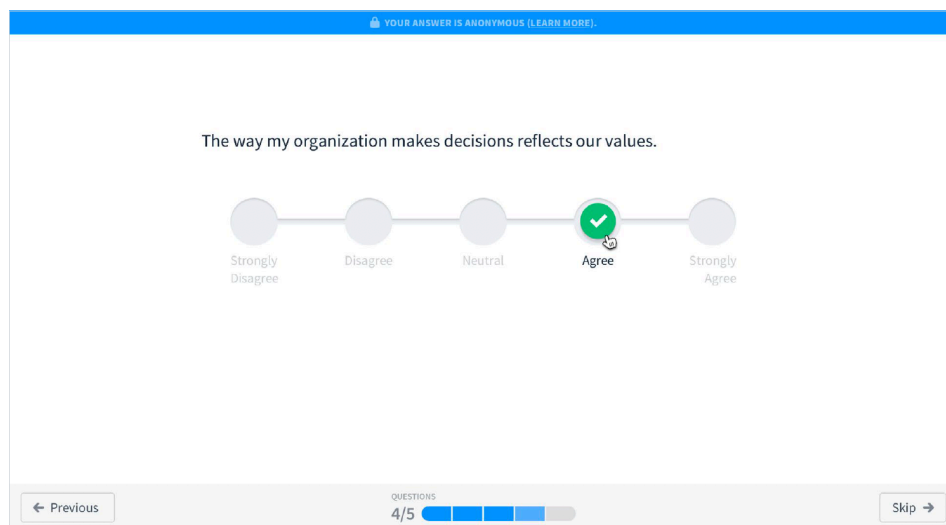 YOUR ANSWER IS ANONYMOUS (LEARN MORE).
The way my organization makes decisions reflects our values.
Strongly
Disagree
Disagree
Neutral
Agree
Strongly
Agree
← Previous
QUESTIONS
4/5
Skip →